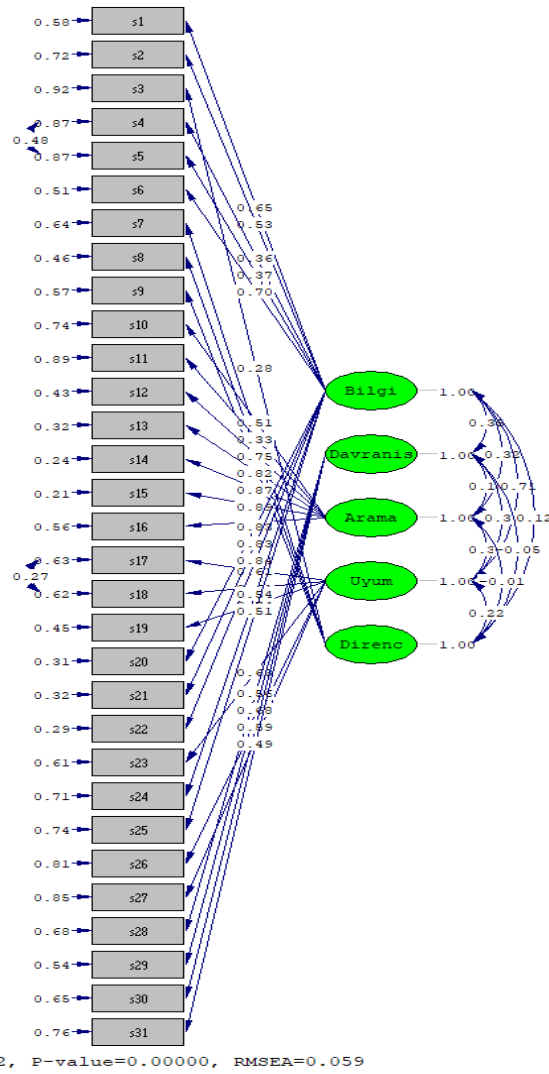 0.58 s1
0.72 s2
0.92 s3
0.87 s4
0.48
0.87 s5
0.51 s6
0.64 s7
0.65
0.53
0.46 s8
0.36
0.57 s9
0.37
0.70
0.74 s10
0.89 s11
0.28
0.43 s12
Bilgi 1.00
0.32 s13
0.51
0.33
0.24 s14
Davranis 1.00
0.32
0.75
0.82
0.21 s15
0.87
0.71
0.56 s16
Arama 1.00
0.12
0.83
0.63 s17
0.05
0.27
0.62 s18
Uyum 1.00 -0.01
0.54
0.51
0.45 s19
0.22
0.31 s20
Direnc 1.00
0.32 s21
0.29 s22
0.68
0.59
0.49
0.61 s23
0.71 s24
0.74 s25
0.81 s26
0.85 s27
0.68 s28
0.54 s29
0.65 s30
0.76 s31
2, P-value=0.00000, RMSEA=0.059